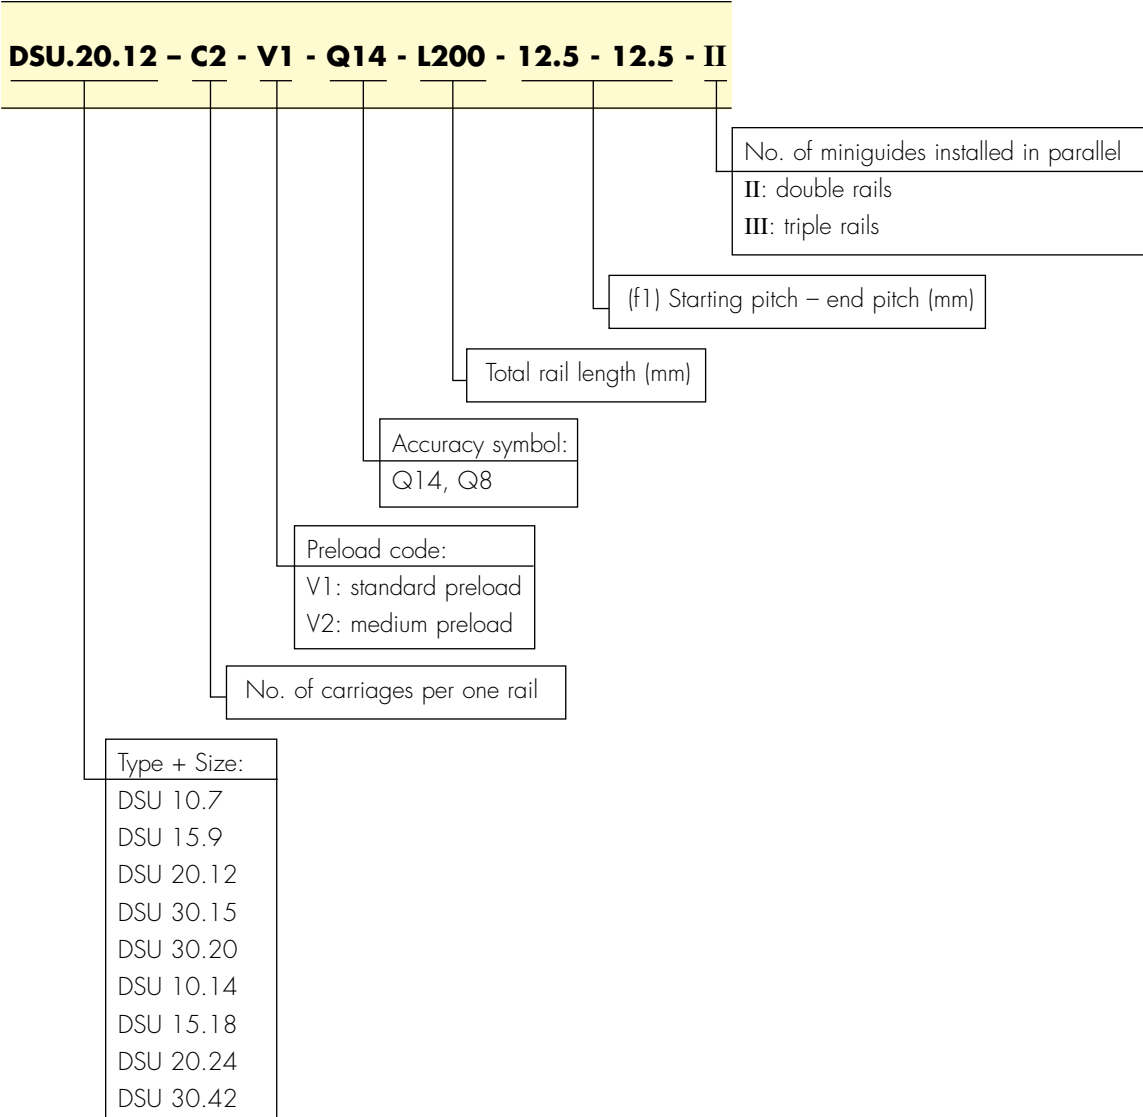 DSU.20.12 – C2 - V1 - Q14 - L200 - 12.5 - 12.5 - II
No. of miniguides installed in parallel
II: double rails
III: triple rails
(f1) Starting pitch – end pitch (mm)
Total rail length (mm)
Accuracy symbol:
Q14, Q8
Preload code:
V1: standard preload
V2: medium preload
No. of carriages per one rail
Type + Size:
DSU 10.7
DSU 15.9
DSU 20.12
DSU 30.15
DSU 30.20
DSU 10.14
DSU 15.18
DSU 20.24
DSU 30.42